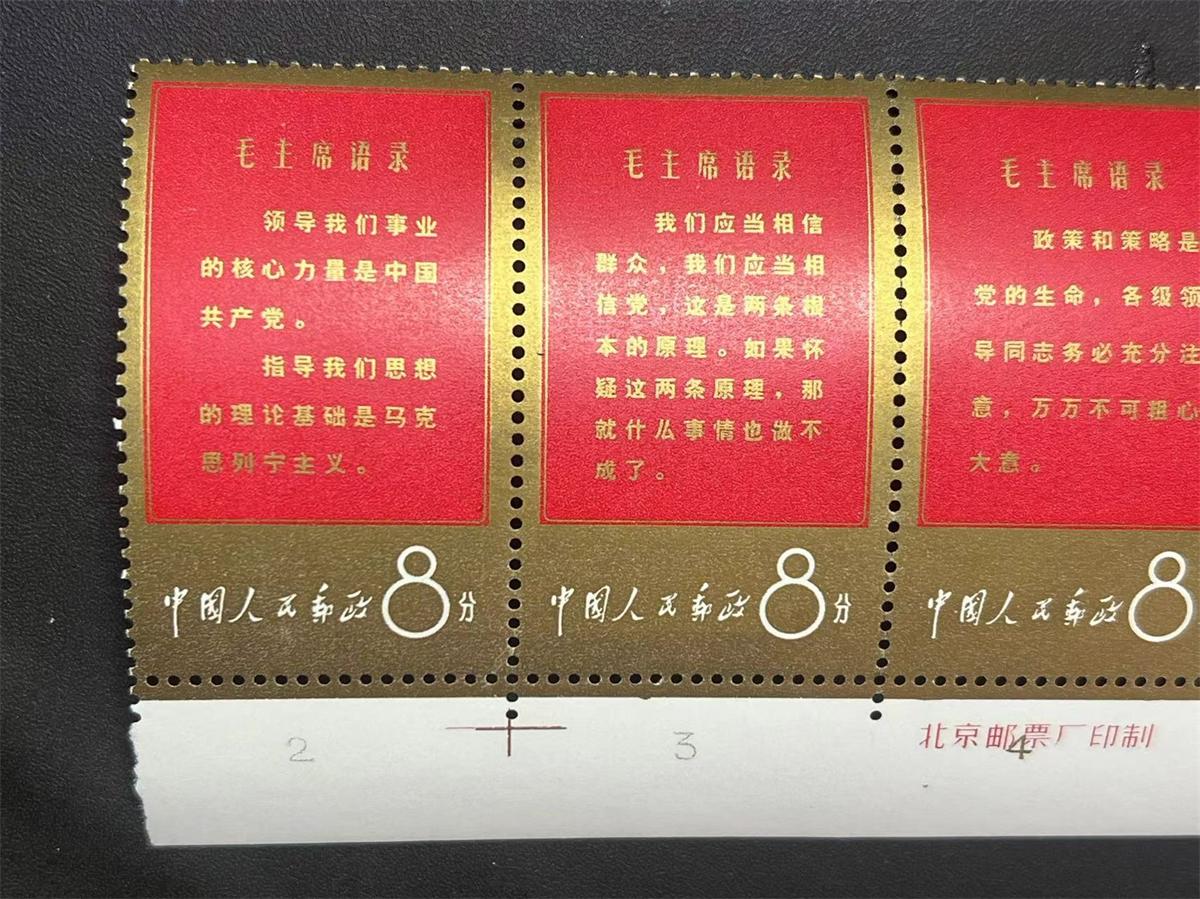 毛主席语录
领导我们事业
的核心力量是中国
共产党。
指导我们思想
的理论基础是马克
思列宁主义。
中国人民邮政8分
毛主席语录
我们应当相信
群众，我们应当相
信党，这是两条根
本的原理。如果怀
疑这两条原理，那
就什么事情也做不
成了。
中国人民邮政8分
毛主席语录
政策和策略是
党的生命，各级领
导同志务必充分注
意，万万不可粗心
大意。
中国人民邮政8
2
3
4
北京邮票厂印制